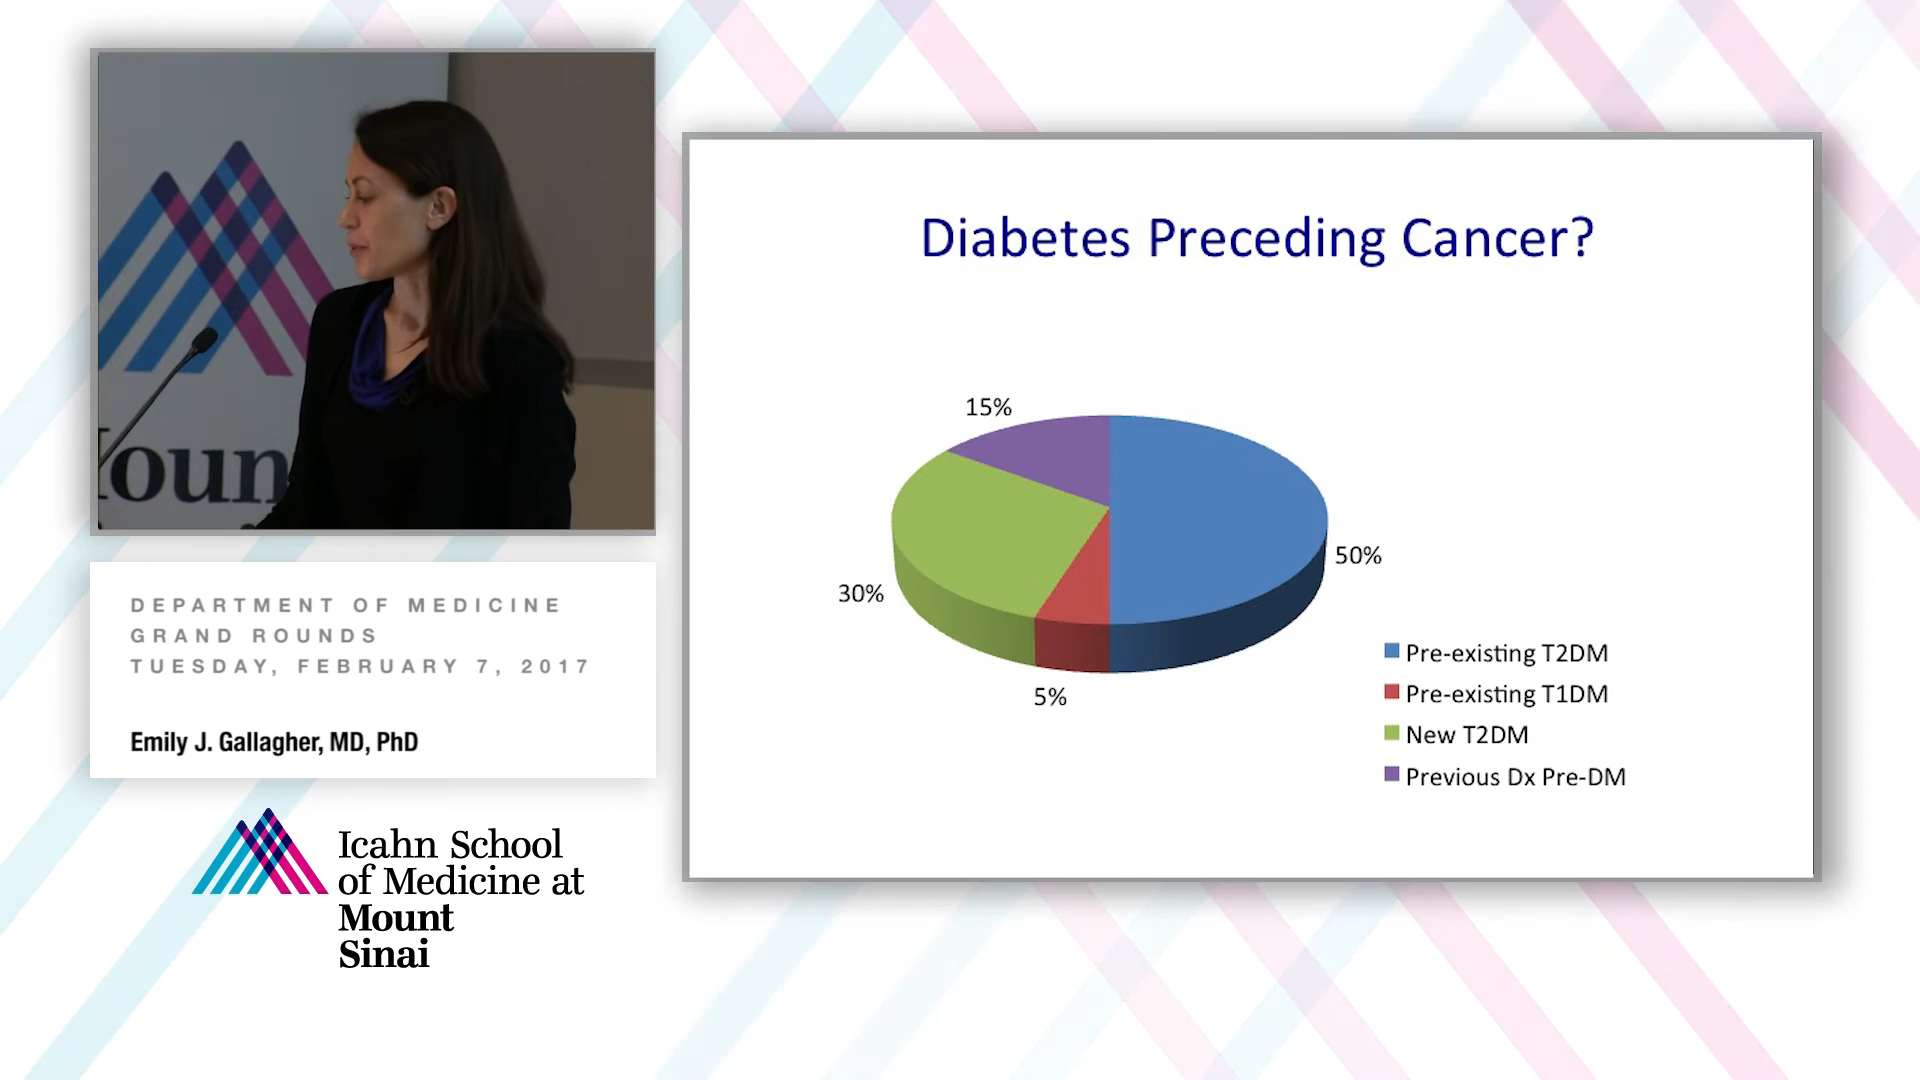 oun
DEPARTMENT OF MEDICINE
GRAND ROUNDS
TUESDAY, FEBRUARY 7, 2017
Emily J. Gallagher, MD, PhD
Icahn School
of Medicine at
Mount
Sinai
Diabetes Preceding Cancer?
15%
50%
30%
5%
Pre-existing T2DM
Pre-existing T1DM
New T2DM
Previous Dx Pre-DM